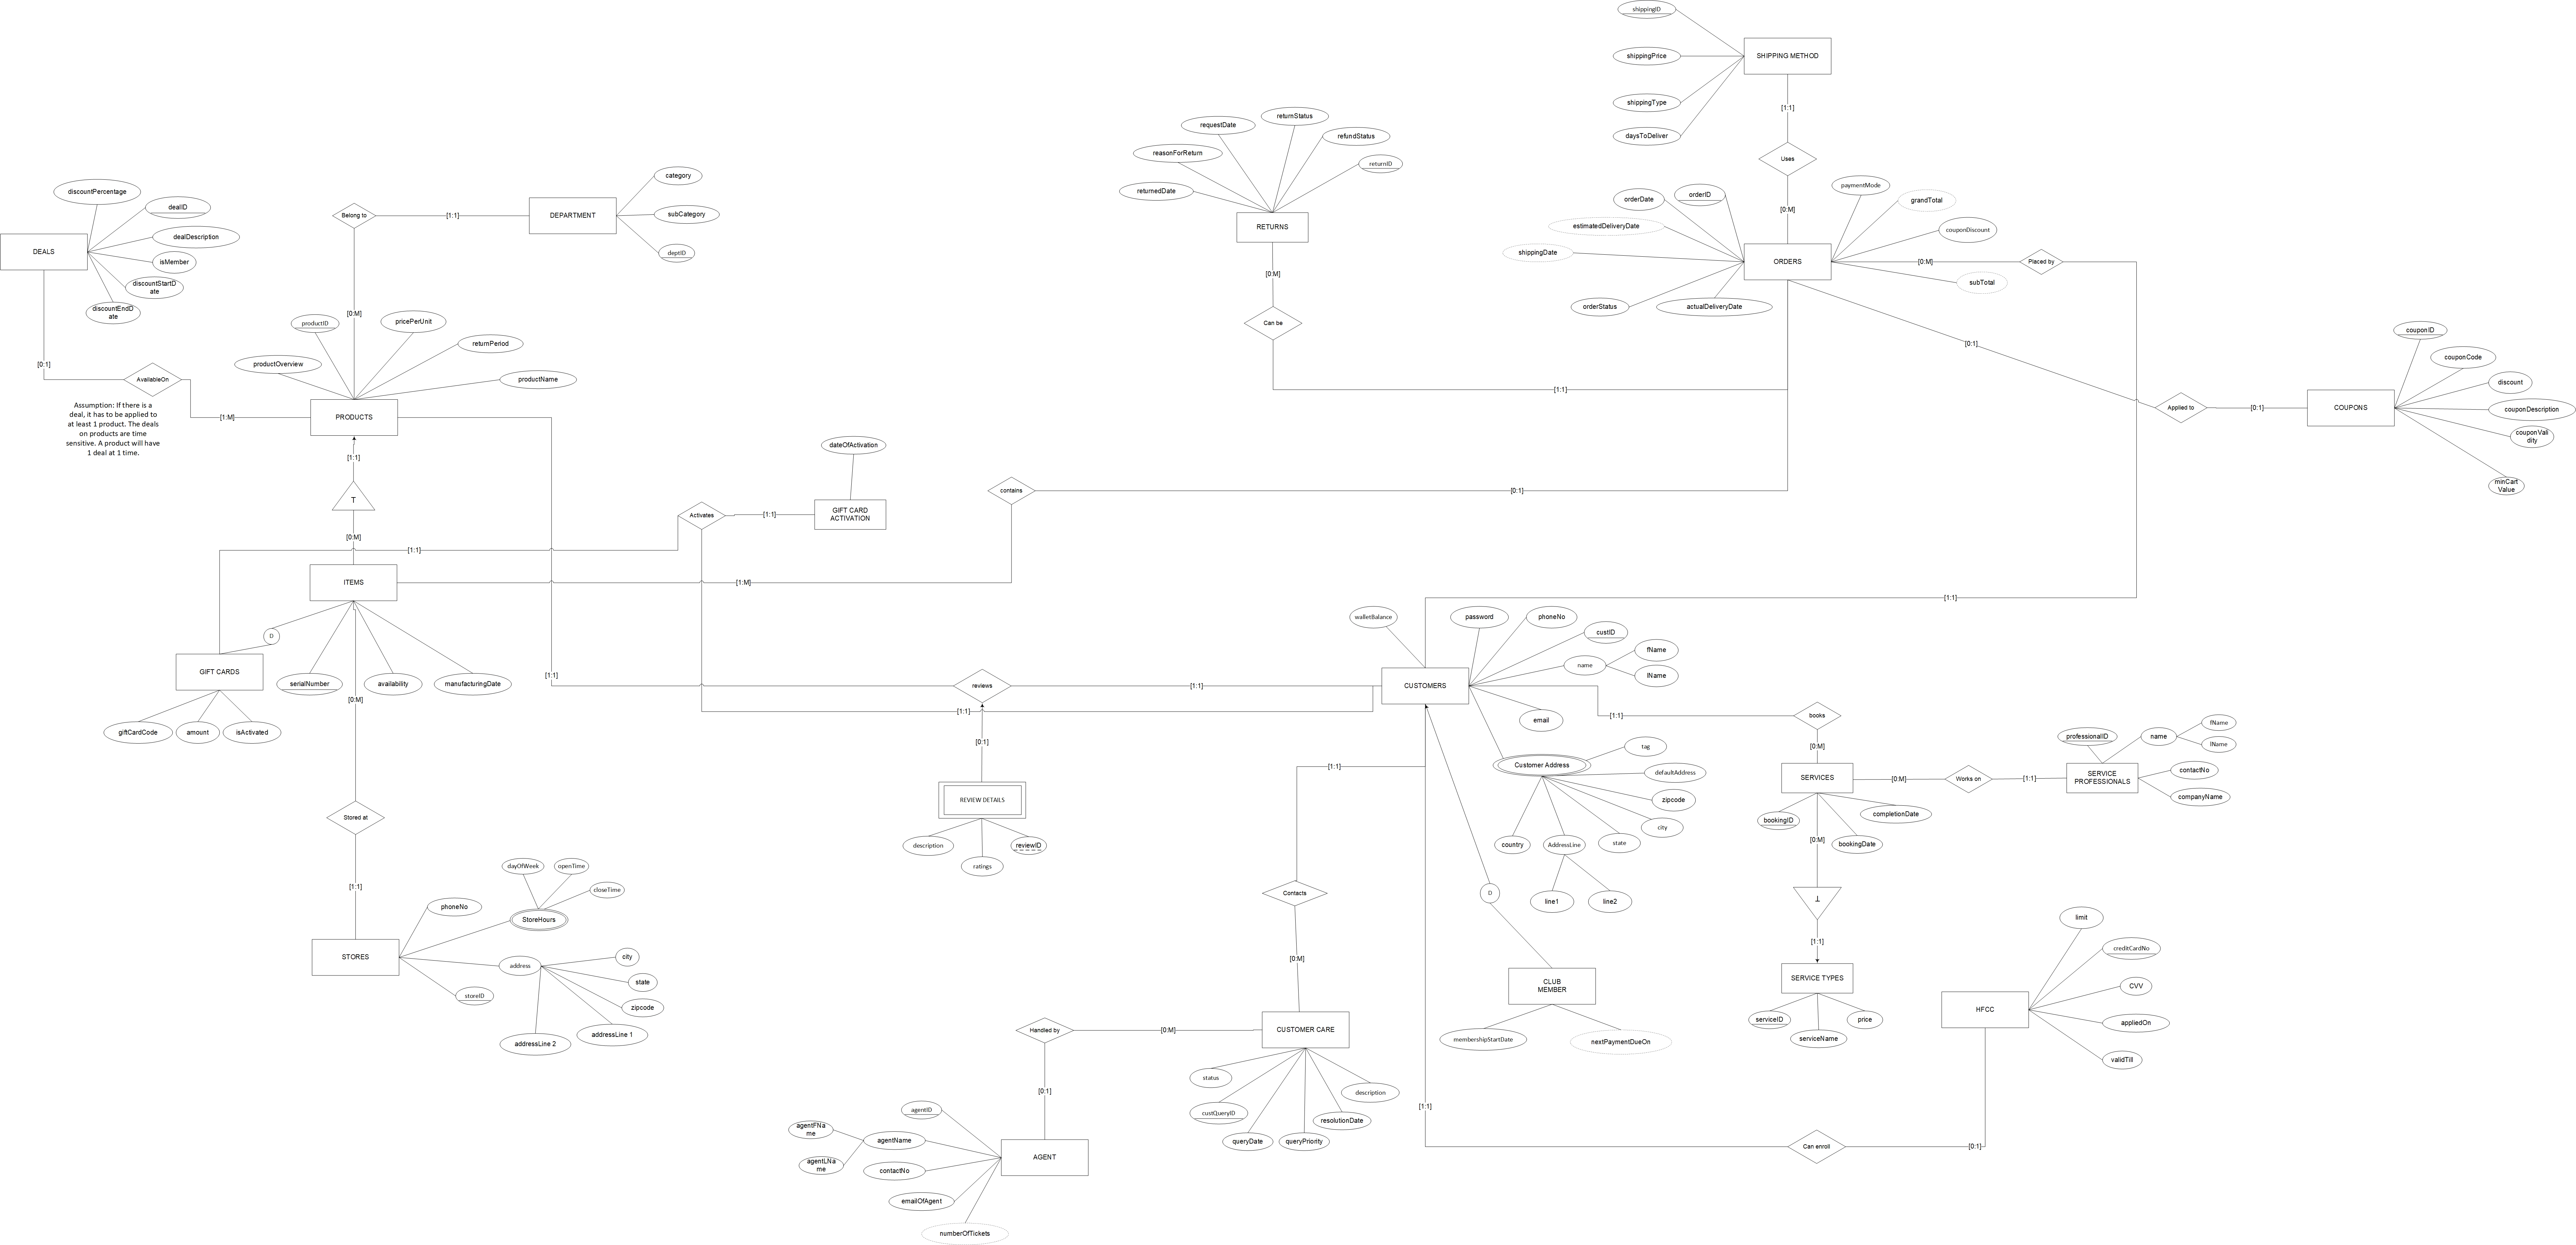 shippingID
SHIPPING METHOD
shippingPrice
shippingType
daysToDeliver
[1:1]
Uses
[0:M]
returnStatus
requestDate
refundStatus
reasonForReturn
returnID
returnedDate
RETURNS
[0:M]
Can be
[1:1]
orderID
orderDate
estimatedDeliveryDate
shippingDate
orderStatus
actualDeliveryDate
ORDERS
paymentMode
grandTotal
couponDiscount
subTotal
[0:M]
Placed by
[0:1]
Applied to
[0:1]
COUPONS
couponID
couponCode
discount
couponDescription
couponVali
dity
minCart
Value
discountPercentage
dealID
dealDescription
isMember
discountStartD
ate
discountEndD
ate
DEALS
[0:1]
AvailableOn
[1:M]
Assumption: If there is a
deal, it has to be applied to
at least 1 product. The deals
on products are time
sensitive. A product will have
1 deal at 1 time.
Belong to
[1:1]
DEPARTMENT
category
subCategory
deptID
[0:M]
productID
pricePerUnit
returnPeriod
productOverview
productName
PRODUCTS
[1:1]
T
[0:M]
ITEMS
dateOfActivation
GIFT CARD
ACTIVATION
[1:1]
Activates
[1:1]
contains
[0:1]
[1:M]
D
GIFT CARDS
giftCardCode
amount
isActivated
serialNumber
availability
manufacturingDate
[0:M]
Stored at
[1:1]
STORES
phoneNo
dayOfWeek
openTime
closeTime
StoreHours
address
city
state
zipcode
addressLine 1
addressLine 2
storeID
[1:1]
reviews
[1:1]
[1:1]
[0:1]
REVIEW DETAILS
description
ratings
reviewID
[1:1]
walletBalance
password
phoneNo
custID
name
fName
lName
CUSTOMERS
email
Customer Address
tag
defaultAddress
zipcode
city
state
AddressLine
country
line1
line2
[1:1]
books
[0:M]
SERVICES
bookingID
bookingDate
completionDate
[0:M]
Works on
[1:1]
SERVICE
PROFESSIONALS
professionalID
name
fName
lName
contactNo
companyName
[0:M]
T
[1:1]
SERVICE TYPES
serviceID
serviceName
price
[1:1]
Contacts
[0:M]
CUSTOMER CARE
status
custQueryID
queryDate
queryPriority
resolutionDate
description
[0:M]
Handled by
[0:1]
AGENT
agentID
agentName
agentFNa
me
agentLNa
me
contactNo
emailOfAgent
numberOfTickets
D
CLUB
MEMBER
membershipStartDate
nextPaymentDueOn
[1:1]
Can enroll
[0:1]
HFCC
limit
creditCardNo
CVV
appliedOn
validTill